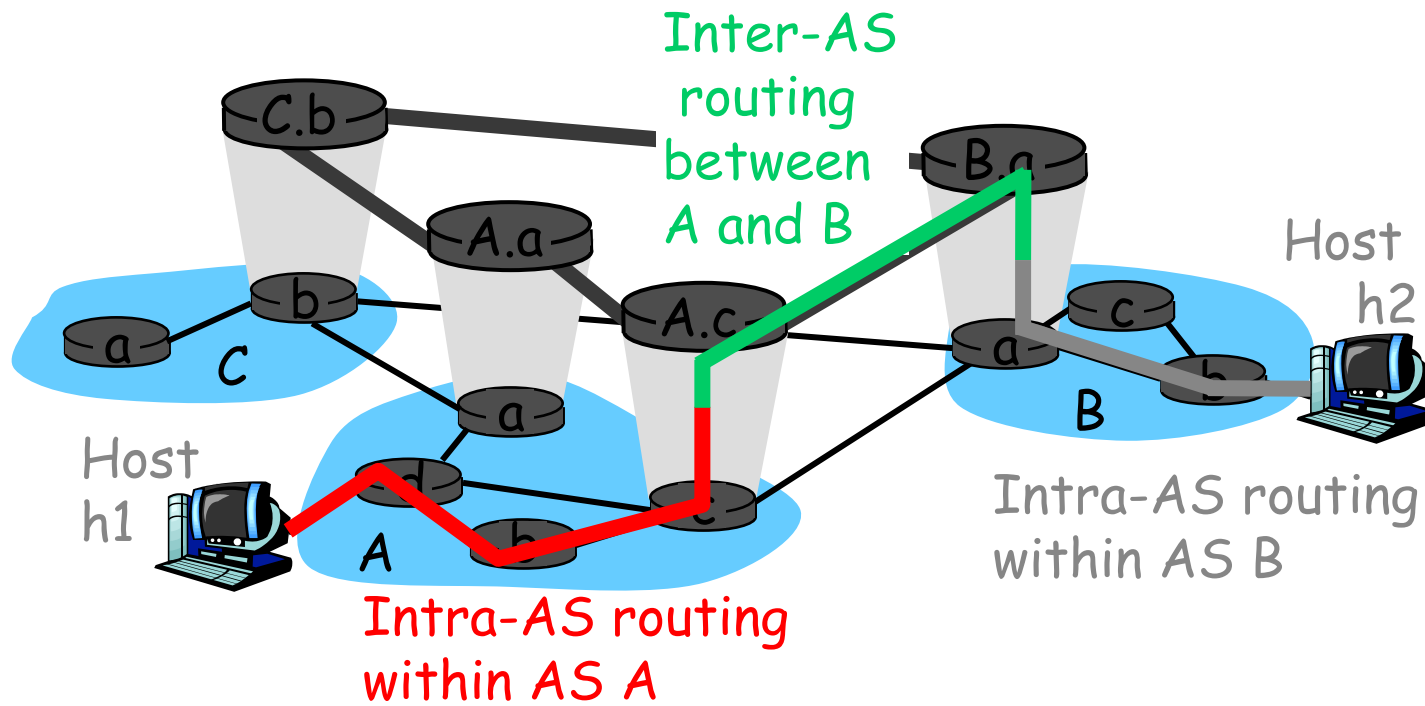 Inter-AS
routing
between
A and B
C.b
B.a
A.a
Host
h2
A.c
b
c
a
a
C
b
B
a
Host
h1
d
Intra-AS routing
within AS B
c
b
A
Intra-AS routing
within AS A